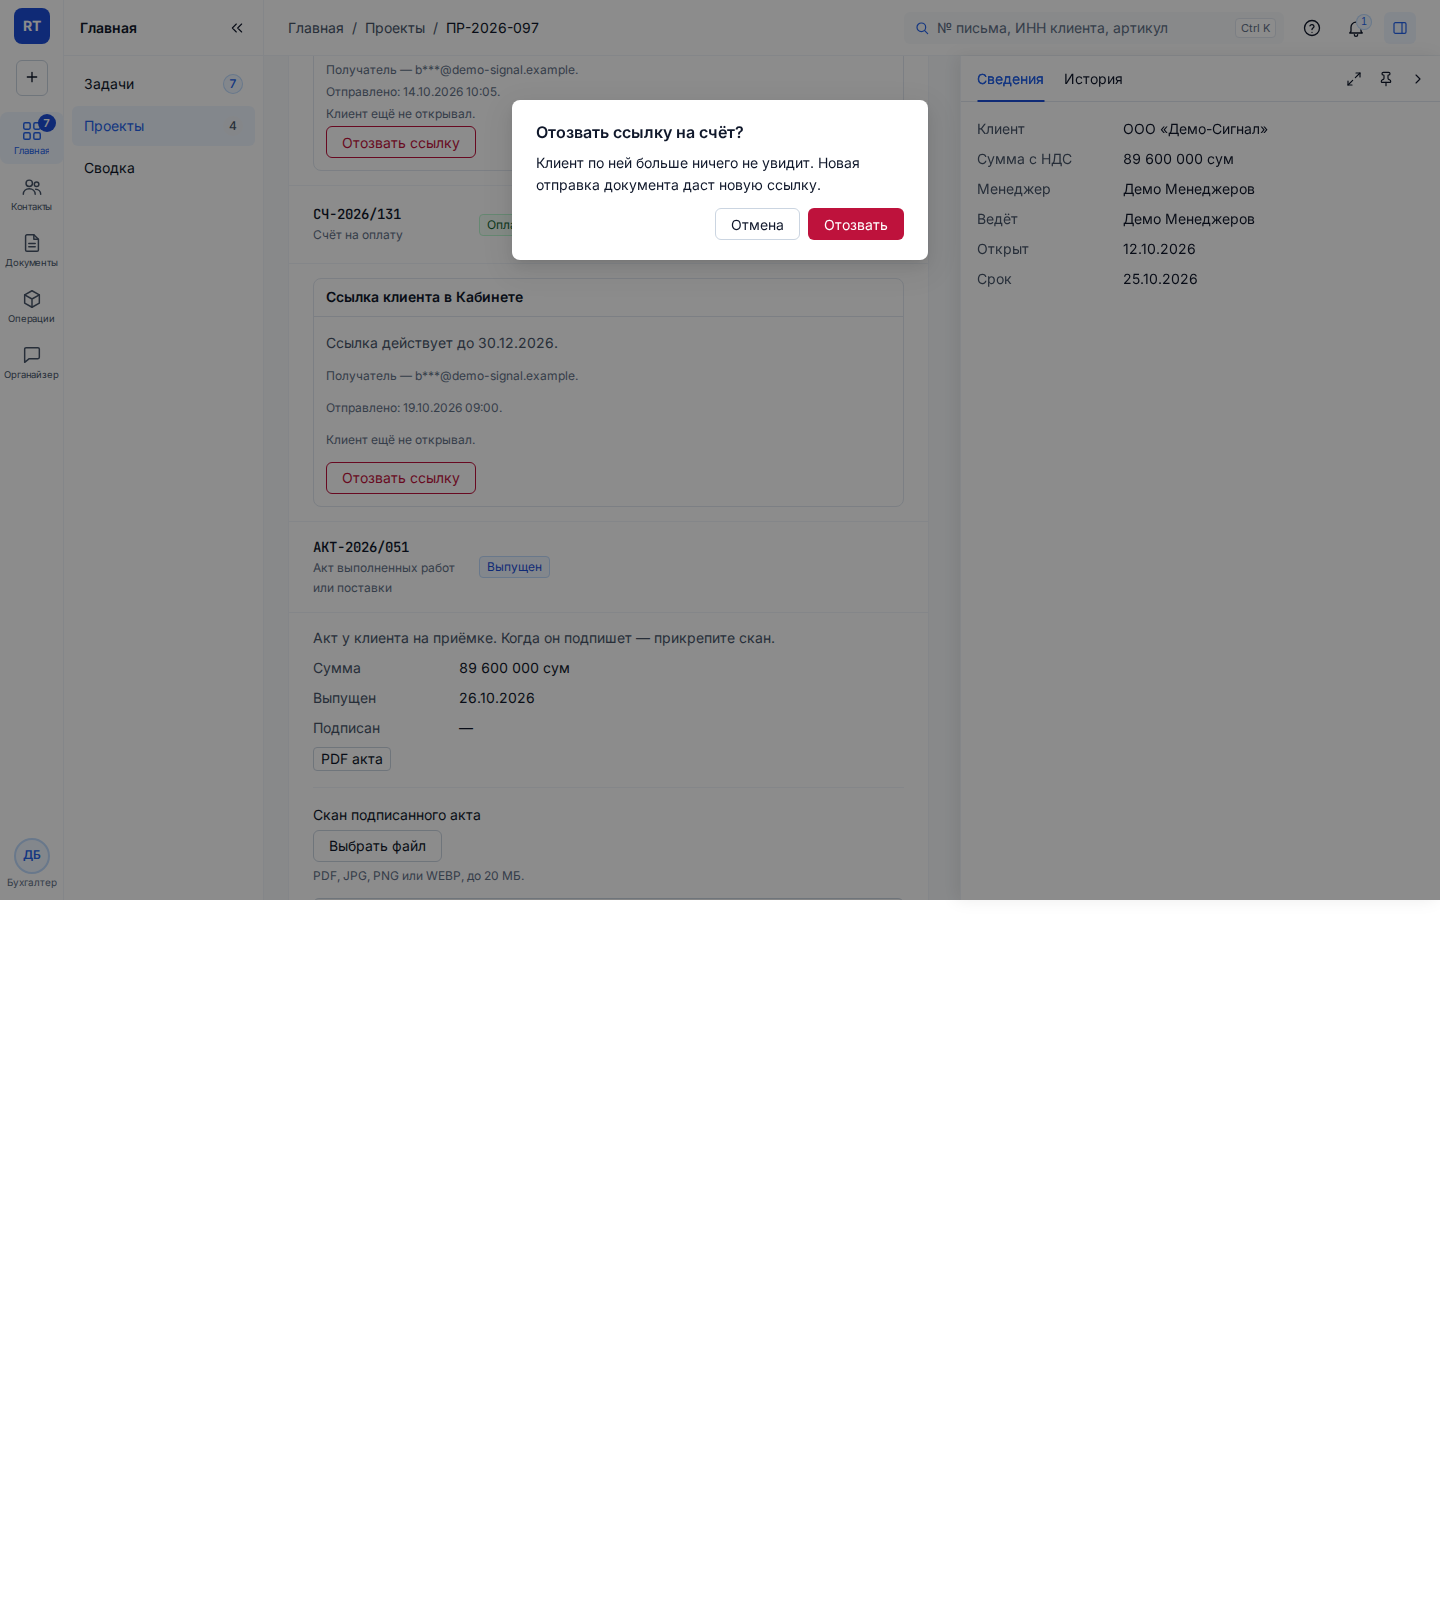 RT
Главная
Главная / Проекты / ПР-2026-097
№ письма, ИНН клиента, артикул
Ctrl K
1
+
7
Главная
Контакты
Документы
Операции
Органайзер
ДБ
Бухгалтер
Задачи
7
Проекты
4
Сводка
Получатель — b***@demo-signal.example.
Отправлено: 14.10.2026 10:05.
Клиент ещё не открывал.
Отозвать ссылку
СЧ-2026/131
Счёт на оплату
Отозвать ссылку на счёт?
Клиент по ней больше ничего не увидит. Новая
отправка документа даст новую ссылку.
Отмена
Отозвать
Ссылка клиента в Кабинете
Ссылка действует до 30.12.2026.
Получатель — b***@demo-signal.example.
Отправлено: 19.10.2026 09:00.
Клиент ещё не открывал.
Отозвать ссылку
АКТ-2026/051
Акт выполненных работ
или поставки
Выпущен
Акт у клиента на приёмке. Когда он подпишет — прикрепите скан.
Сумма 89 600 000 сум
Выпущен 26.10.2026
Подписан —
PDF акта
Скан подписанного акта
Выбрать файл
PDF, JPG, PNG или WEBP, до 20 МБ.
Сведения
История
Клиент ООО «Демо-Сигнал»
Сумма с НДС 89 600 000 сум
Менеджер Демо Менеджеров
Ведёт Демо Менеджеров
Открыт 12.10.2026
Срок 25.10.2026